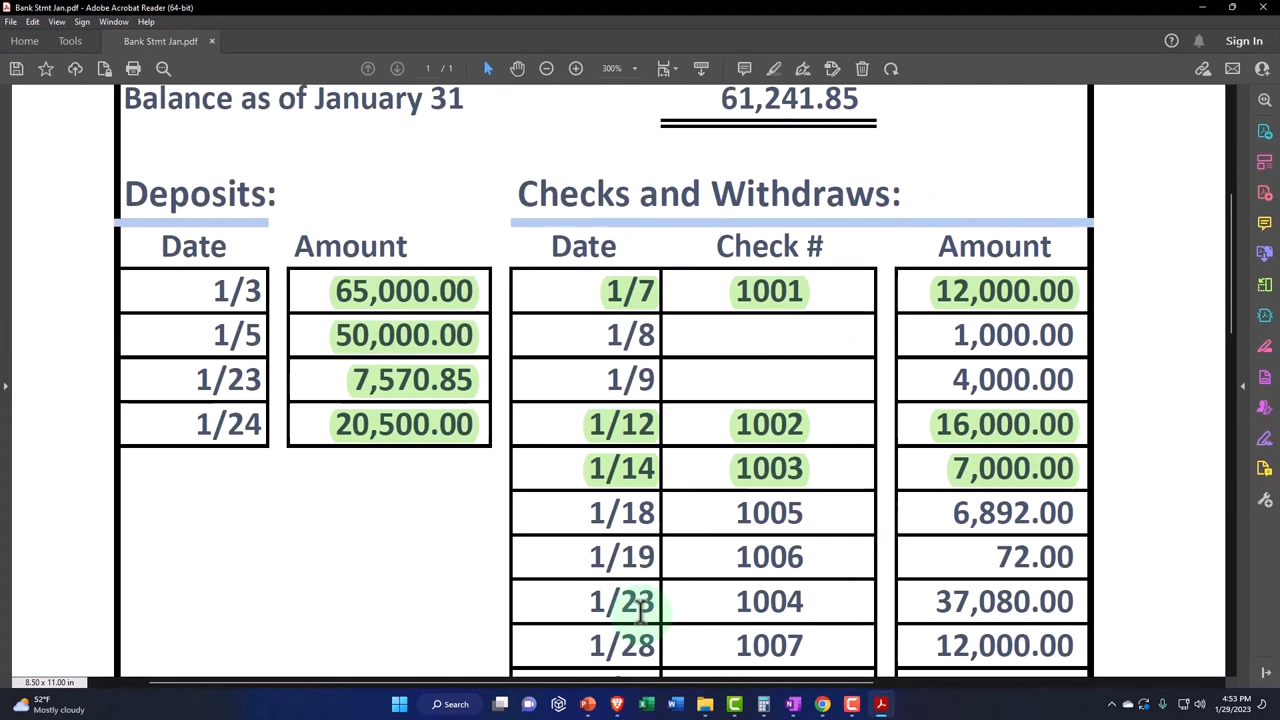 Bank Stmt Jan.pdf - Adobe Acrobat Reader (64-bit)
File Edit View Sign Window Help
Home Tools Bank Stmt Jan.pdf × Sign In
1 / 1 300%
Balance as of January 31 61,241.85
Deposits: Checks and Withdraws:
Date Amount Date Check # Amount
1/3 65,000.00 1/7 1001 12,000.00
1/5 50,000.00 1/8 1,000.00
1/23 7,570.85 1/9 4,000.00
1/24 20,500.00 1/12 1002 16,000.00
1/14 1003 7,000.00
1/18 1005 6,892.00
1/19 1006 72.00
1/23 1004 37,080.00
1/28 1007 12,000.00
8.50 x 11.00 in
52°F
Mostly cloudy
Search
4:53 PM
1/29/2023